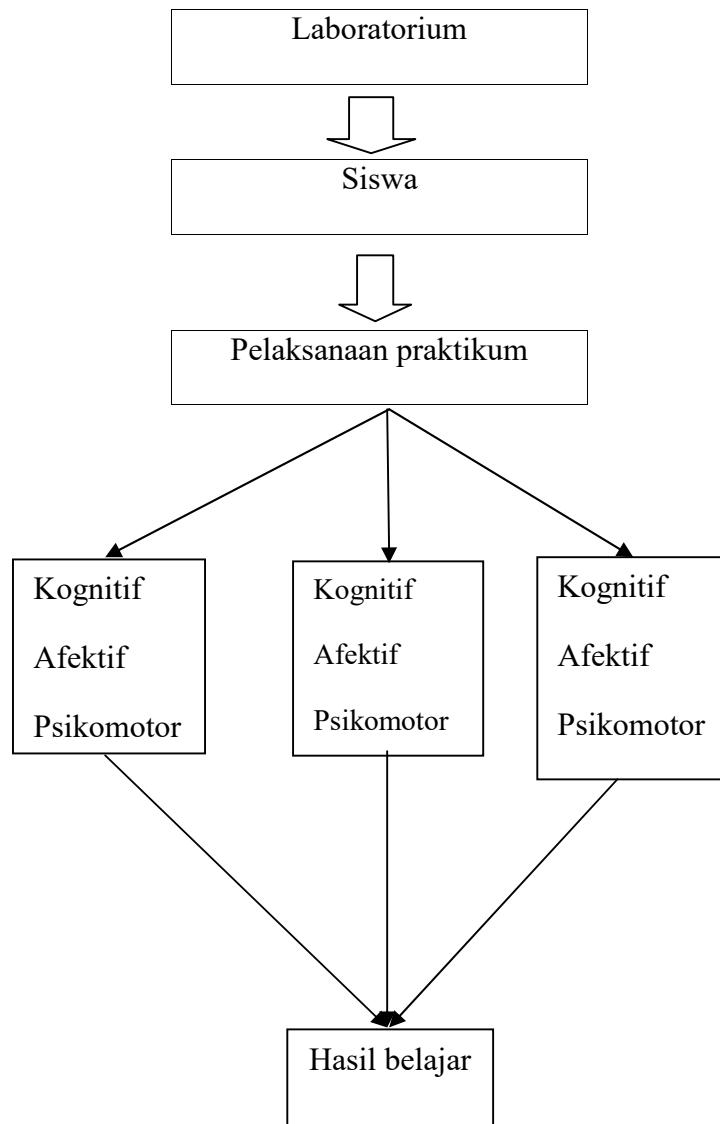 Laboratorium
Siswa
Pelaksanaan praktikum
Kognitif
Afektif
Psikomotor
Kognitif
Afektif
Psikomotor
Kognitif
Afektif
Psikomotor
Hasil belajar